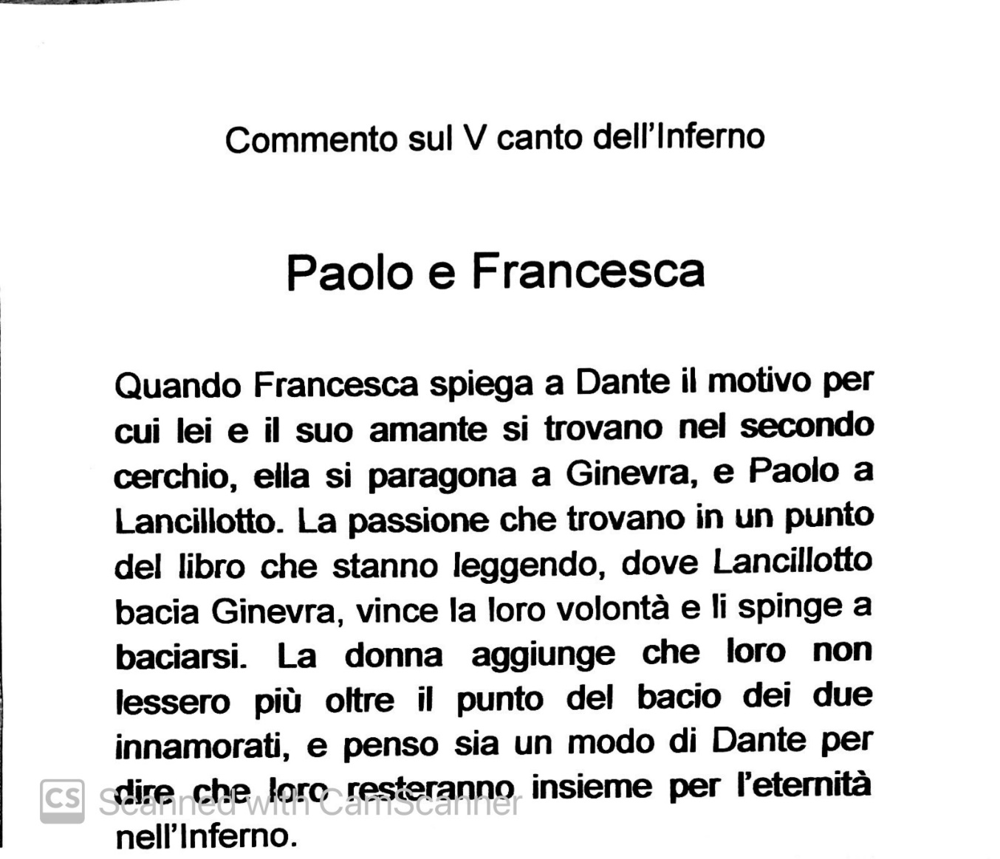 Commento sul V canto dell'Inferno
Paolo e Francesca
Quando Francesca spiega a Dante il motivo per
cui lei e il suo amante si trovano nel secondo
cerchio, ella si paragona a Ginevra, e Paolo a
Lancillotto. La passione che trovano in un punto
del libro che stanno leggendo, dove Lancillotto
bacia Ginevra, vince la loro volontà e li spinge a
baciarsi. La donna aggiunge che loro non
lessero più oltre il punto del bacio dei due
innamorati, e penso sia un modo di Dante per
dire che loro resteranno insieme per l'eternità
nell'Inferno.
CS Scanned with CamScanner